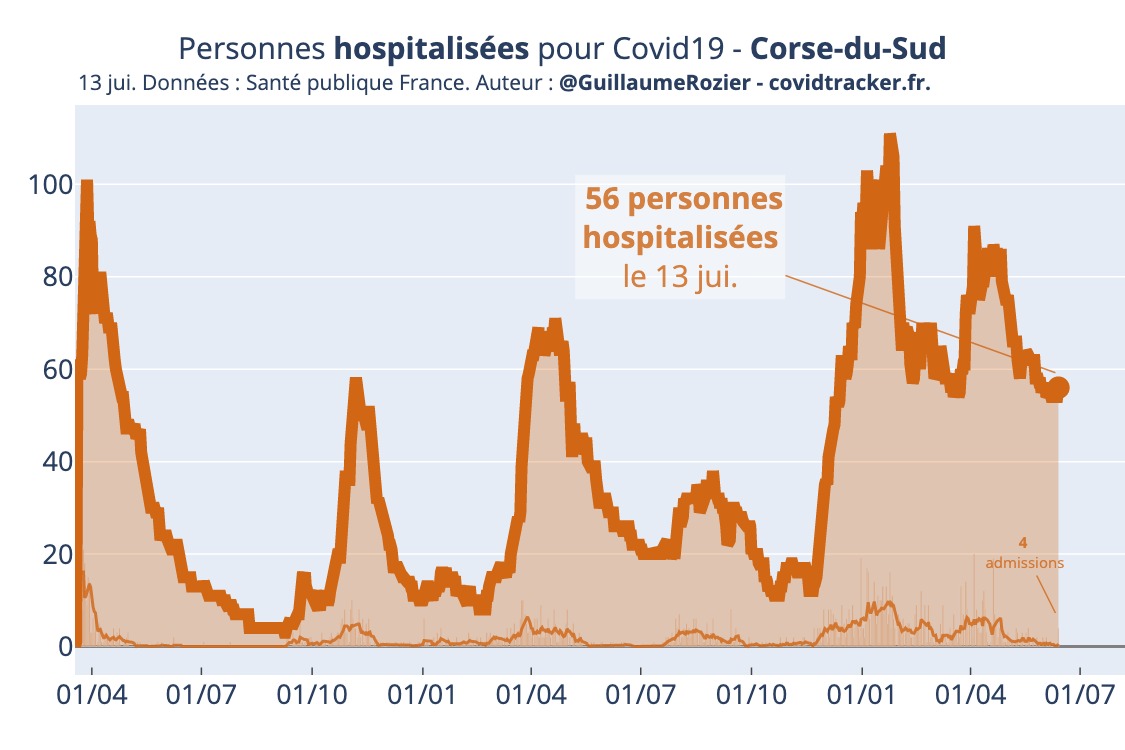 Personnes hospitalisées pour Covid19 - Corse-du-Sud
13 jui. Données : Santé publique France. Auteur : @GuillaumeRozier - covidtracker.fr.
100
80
60
40
20
0
56 personnes
hospitalisées
le 13 jui.
4
admissions
01/04 01/07 01/10 01/01 01/04 01/07 01/10 01/01 01/04 01/07